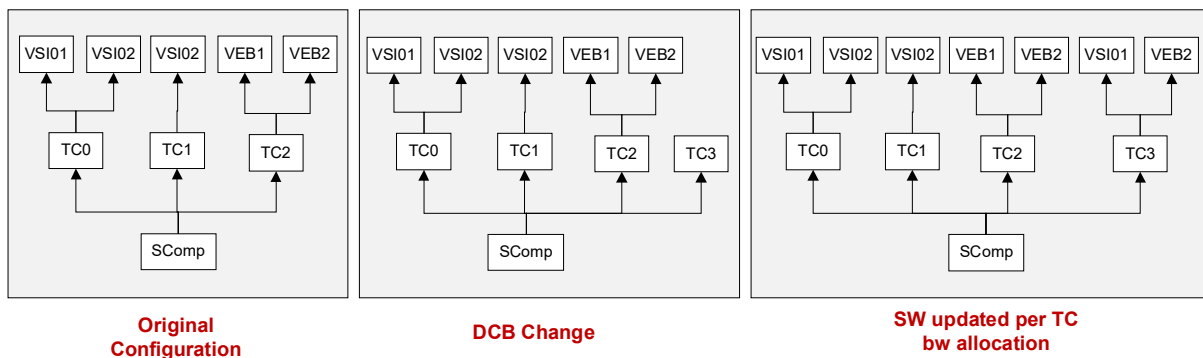 VSI01 VSI02 VSI02 VEB1 VEB2
TC0 TC1 TC2
SComp
Original
Configuration
VSI01 VSI02 VSI02 VEB1 VEB2
TC0 TC1 TC2 TC3
SComp
DCB Change
VSI01 VSI02 VSI02 VEB1 VEB2 VSI01 VEB2
TC0 TC1 TC2 TC3
SComp
SW updated per TC
bw allocation